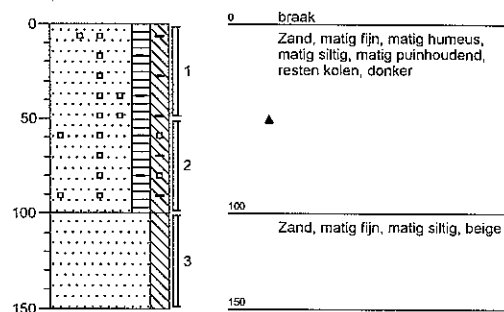 0
50
100
150
1
2
3
0 braak
Zand, matig fijn, matig humeus,
matig siltig, matig puinhoudend,
resten kolen, donker
100
Zand, matig fijn, matig siltig, beige
150